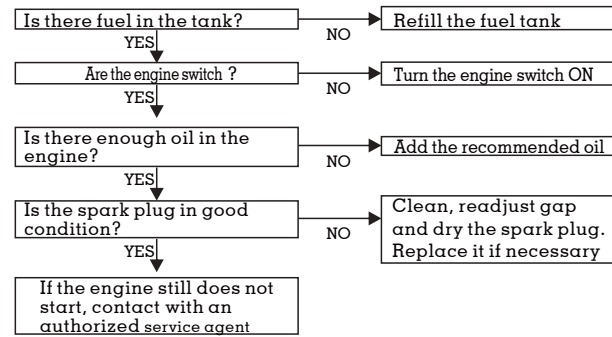 Is there fuel in the tank?
NO
Refill the fuel tank
YES
Are the engine switch ?
NO
Turn the engine switch ON
YES
Is there enough oil in the
engine?
NO
Add the recommended oil
YES
Is the spark plug in good
condition?
NO
Clean, readjust gap
and dry the spark plug.
Replace it if necessary
YES
If the engine still does not
start, contact with an
authorized service agent